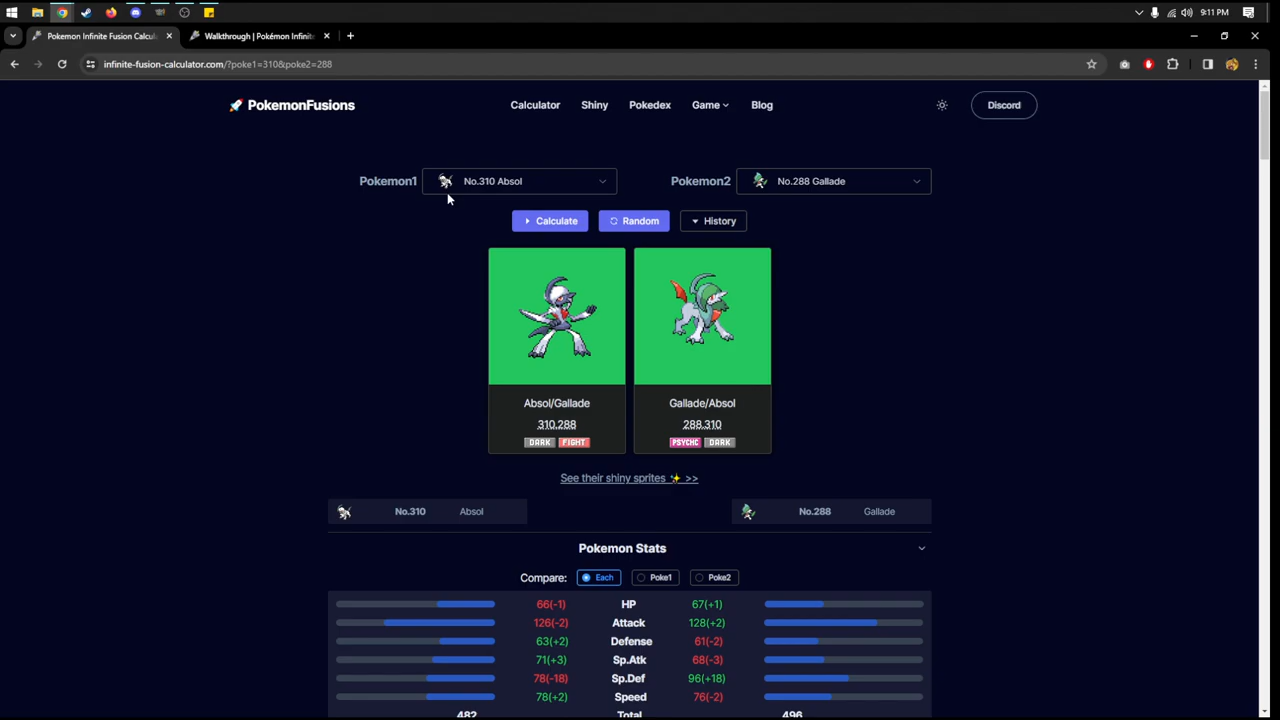 9:11 PM
Pokemon Infinite Fusion Calcula
Walkthrough | Pokémon Infinite
infinite-fusion-calculator.com/?poke1=310&poke2=288
PokemonFusions
Calculator Shiny Pokedex Game Blog
Discord
Pokemon1 No.310 Absol
Pokemon2 No.288 Gallade
Calculate Random History
Absol/Gallade Gallade/Absol
310.288 288.310
DARK FIGHT PSYCHC DARK
See their shiny sprites ✨ >>
No.310 Absol No.288 Gallade
Pokemon Stats
Compare: Each Poke1 Poke2
66(-1) HP 67(+1)
126(-2) Attack 128(+2)
63(+2) Defense 61(-2)
71(+3) Sp.Atk 68(-3)
78(-18) Sp.Def 96(+18)
78(+2) Speed 76(-2)
482 Total 496